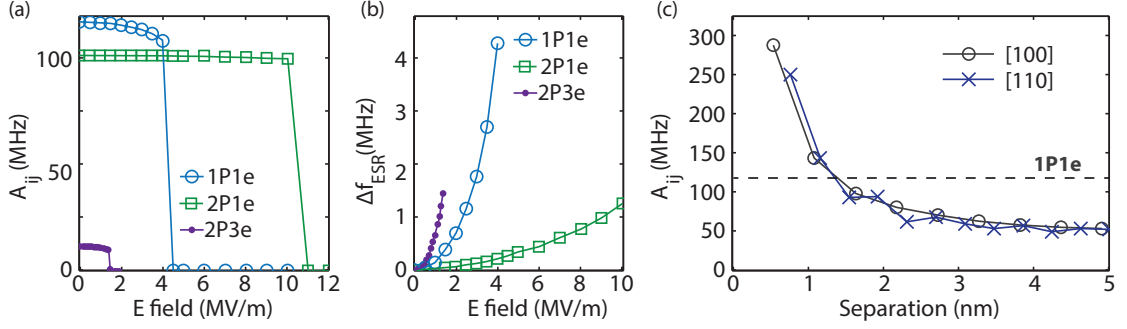 (a)
A_ij (MHz)
100
50
0
0 2 4 6 8 10 12
E field (MV/m)
1P1e
2P1e
2P3e
(b)
Δf_ESR (MHz)
4
3
2
1
0
0 2 4 6 8 10
E field (MV/m)
1P1e
2P1e
2P3e
(c)
A_ij (MHz)
300
250
200
150
100
50
0
0 1 2 3 4 5
Separation (nm)
[100]
[110]
1P1e